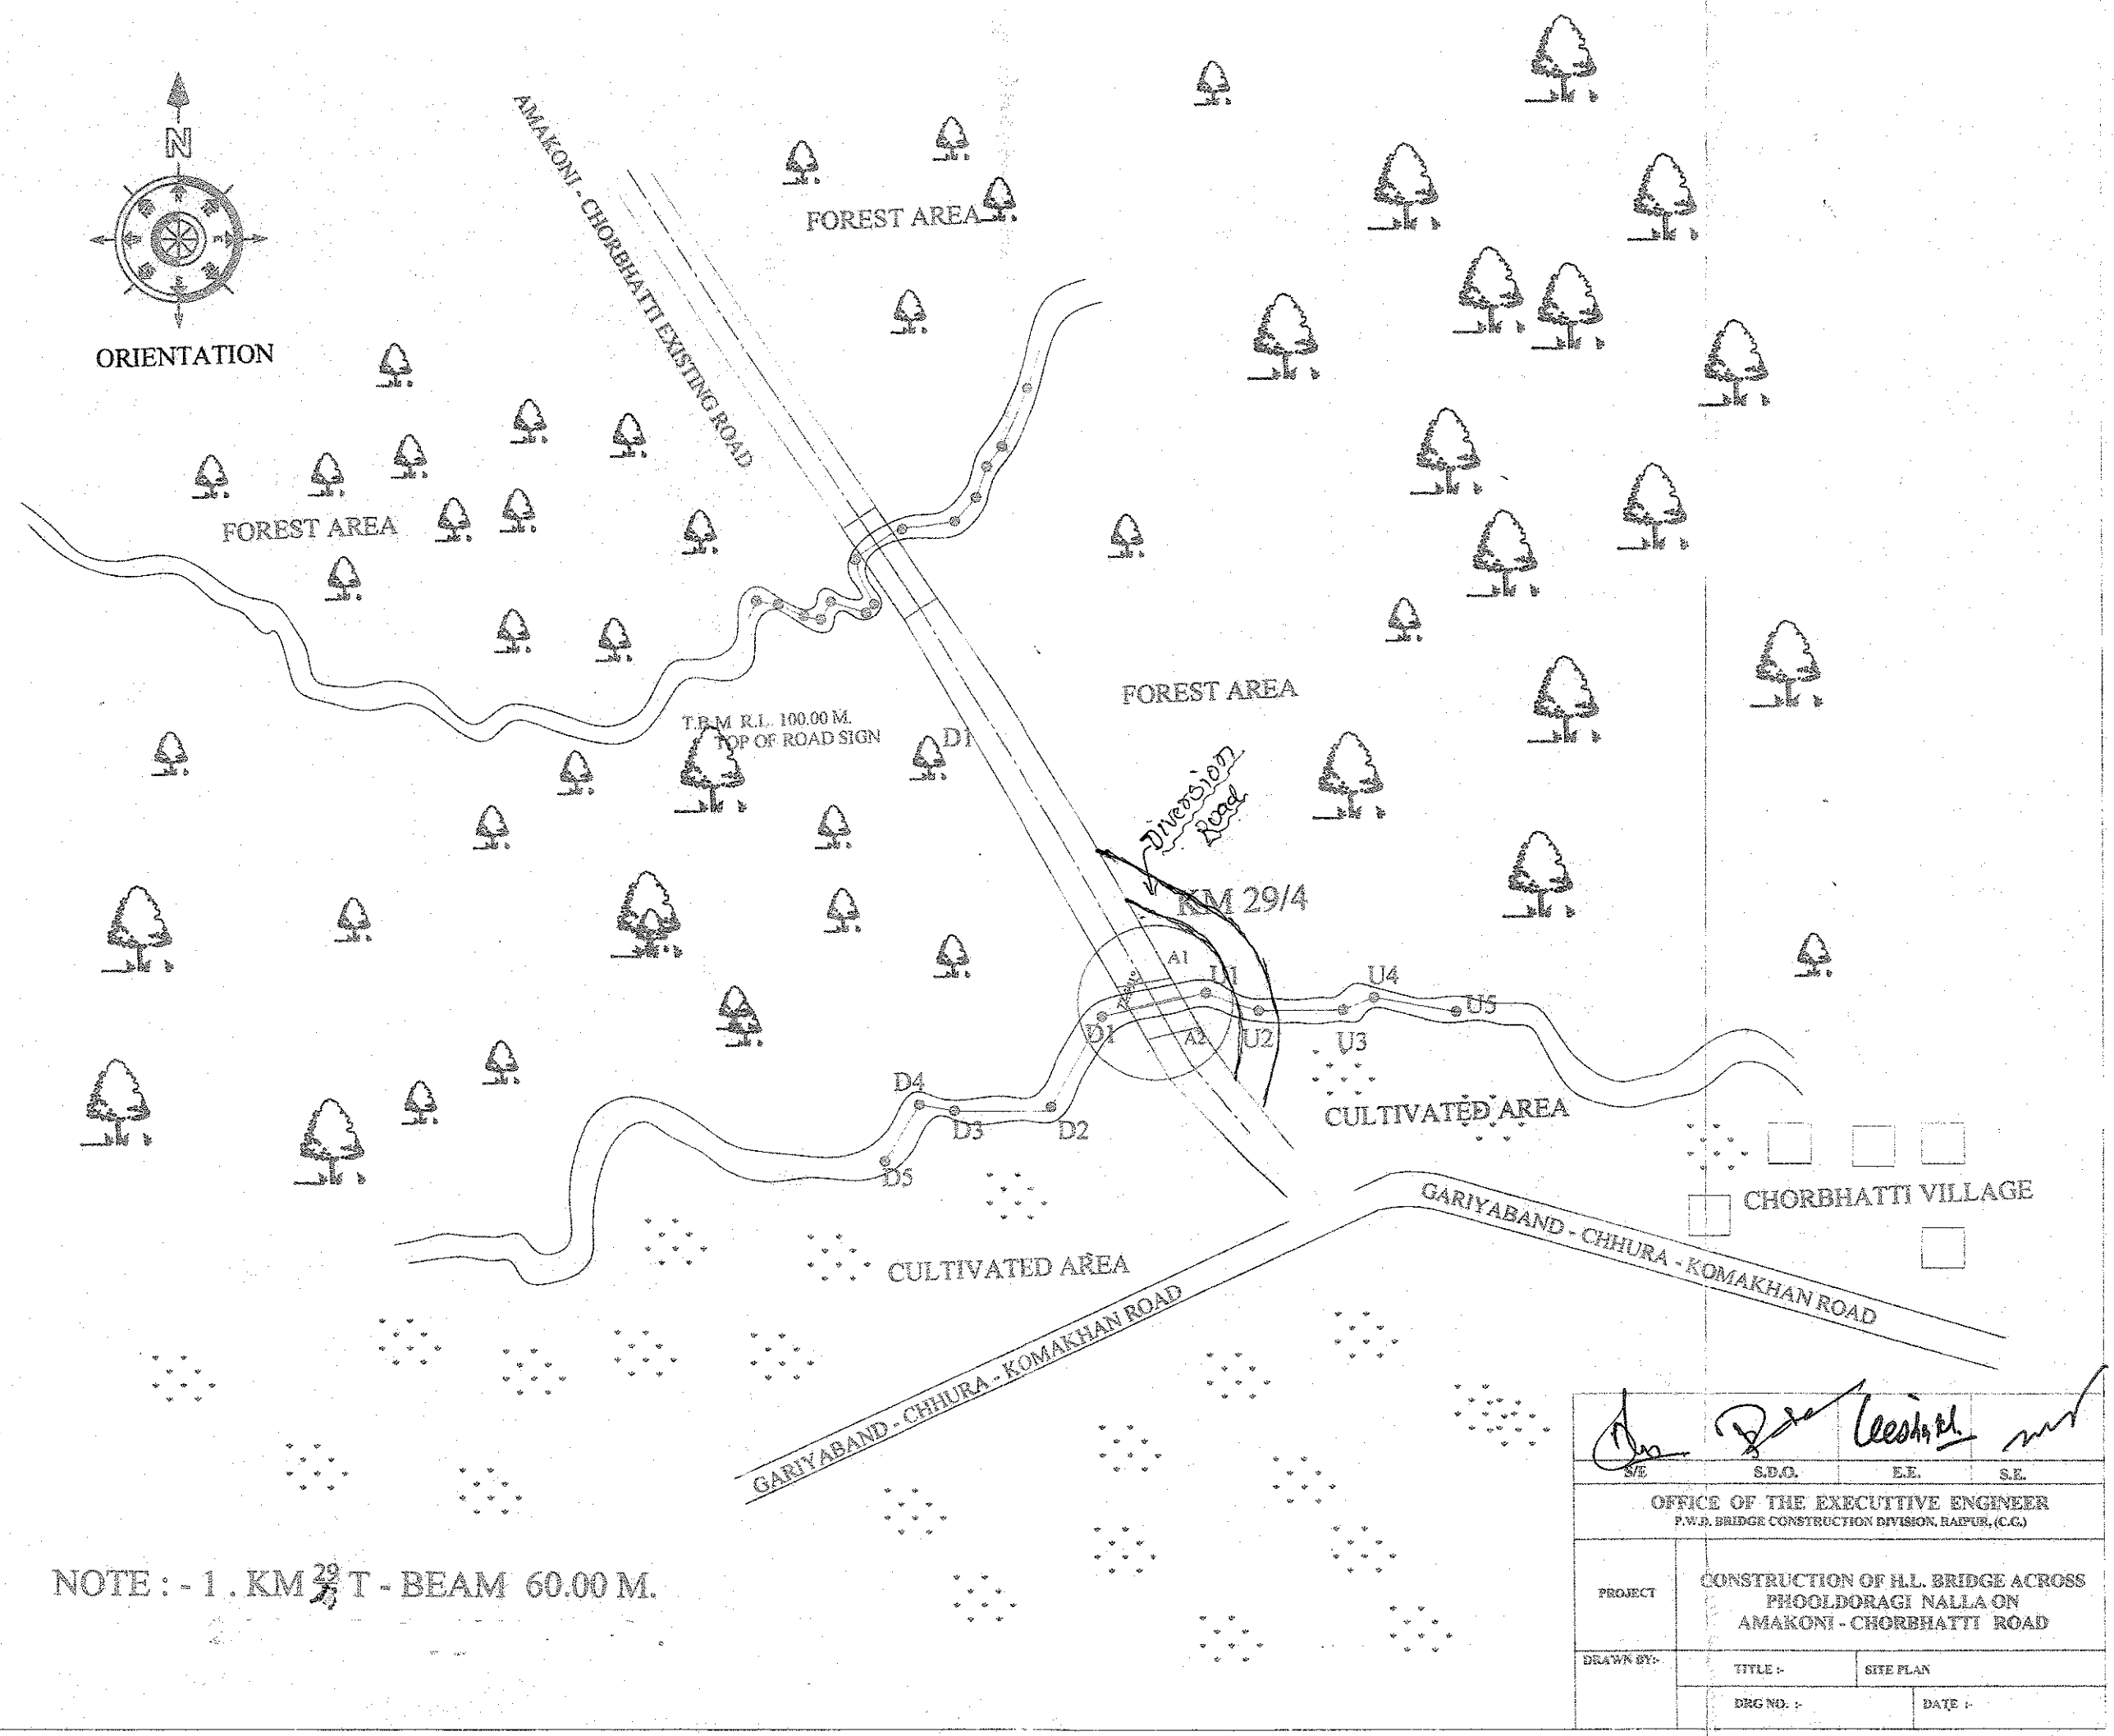 N
ORIENTATION
AMAKONI - CHORBHATTI EXISTING ROAD
FOREST AREA
FOREST AREA
FOREST AREA
T.B.M R.L. 100.00 M.
TOP OF ROAD SIGN
D1
Diversion
Road
KM 29/4
A1
U1
U4
U5
D1
A2
U2
U3
D4
D3
D2
D5
CULTIVATED AREA
CULTIVATED AREA
CHORBHATTI VILLAGE
GARIYABAND - CHHURA - KOMAKHAN ROAD
GARIYABAND - CHHURA - KOMAKHAN ROAD
NOTE : - 1 . KM 29 T - BEAM 60.00 M.
S/E S.D.O. E.E. S.E.
OFFICE OF THE EXECUTTIVE ENGINEER
P.W.D. BRIDGE CONSTRUCTION DIVISION, RAIPUR, (C.G.)
PROJECT
CONSTRUCTION OF H.L. BRIDGE ACROSS
PHOOLDORAGI NALLA ON
AMAKONI - CHORBHATTI ROAD
DRAWN BY:-
TITLE :- SITE PLAN
DRG NO. :- DATE :-